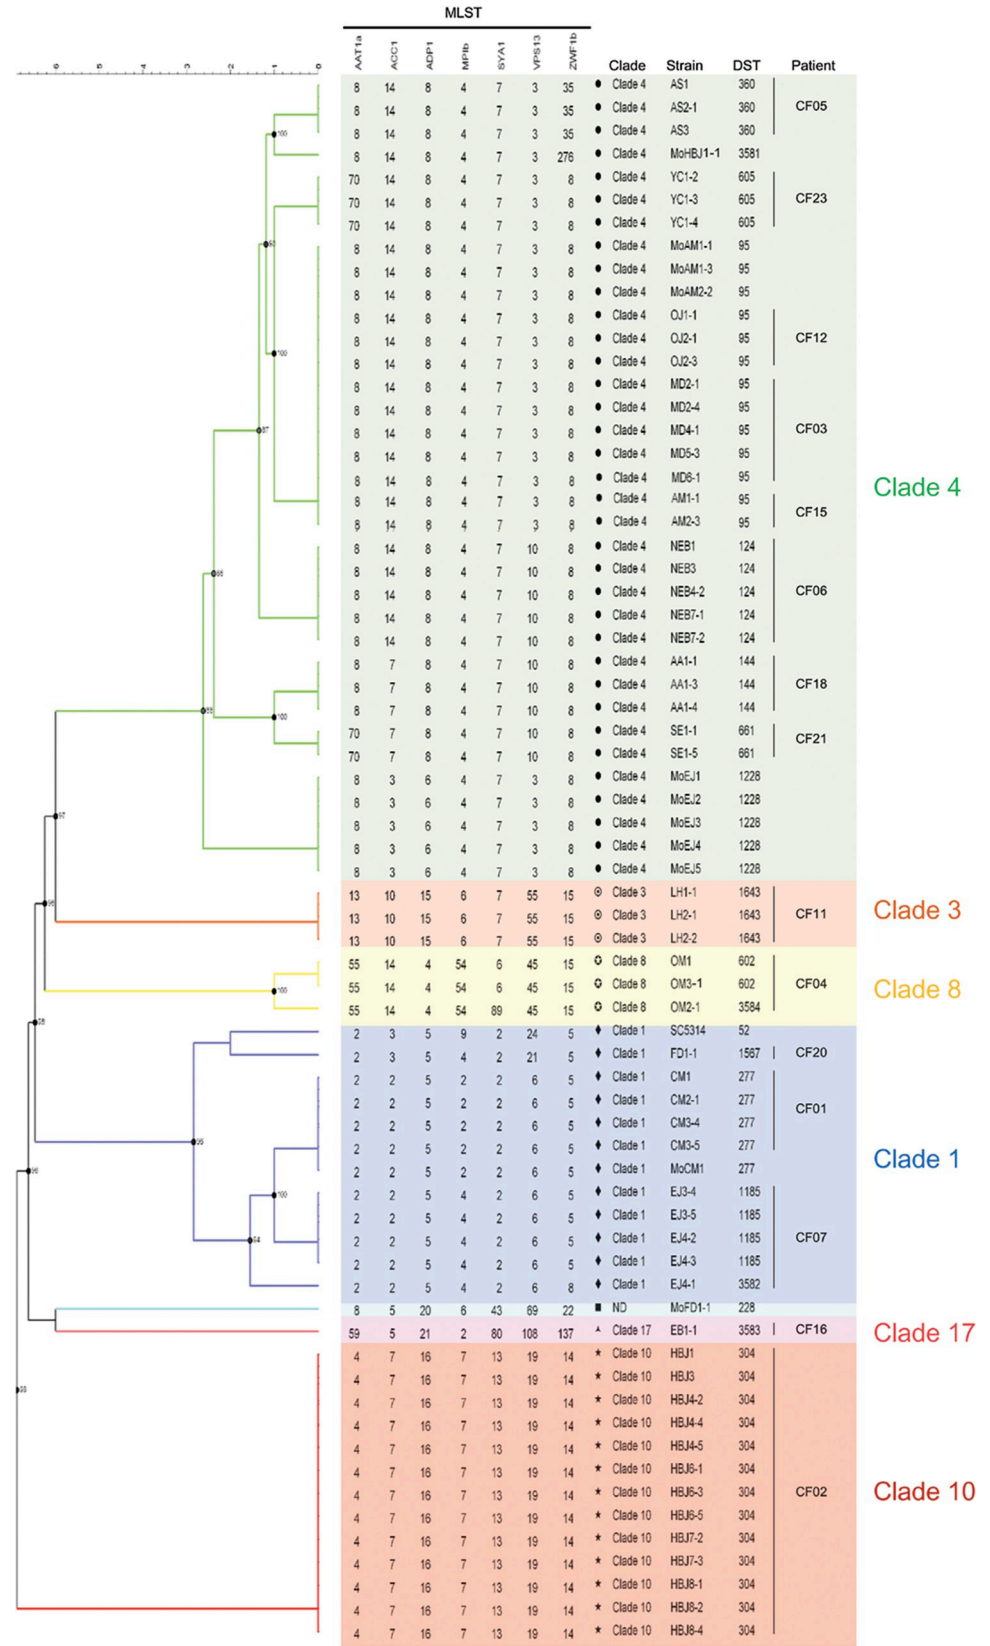 MLST
AAT1a ACC1 ADP1 MPIb SYA1 VPS13 ZWF1b Clade Strain DST Patient
6 5 4 3 2 1 0
8 14 8 4 7 3 35 Clade 4 AS1 360
8 14 8 4 7 3 35 Clade 4 AS2-1 360 CF05
8 14 8 4 7 3 35 Clade 4 AS3 360
100
8 14 8 4 7 3 276 Clade 4 MoHBJ1-1 3581
70 14 8 4 7 3 8 Clade 4 YC1-2 605
70 14 8 4 7 3 8 Clade 4 YC1-3 605 CF23
70 14 8 4 7 3 8 Clade 4 YC1-4 605
8 14 8 4 7 3 8 Clade 4 MoAM1-1 95
8 14 8 4 7 3 8 Clade 4 MoAM1-3 95
8 14 8 4 7 3 8 Clade 4 MoAM2-2 95
8 14 8 4 7 3 8 Clade 4 OJ1-1 95
8 14 8 4 7 3 8 Clade 4 OJ2-1 95 CF12
100
8 14 8 4 7 3 8 Clade 4 OJ2-3 95
8 14 8 4 7 3 8 Clade 4 MD2-1 95
8 14 8 4 7 3 8 Clade 4 MD2-4 95
87
8 14 8 4 7 3 8 Clade 4 MD4-1 95 CF03
8 14 8 4 7 3 8 Clade 4 MD5-3 95
8 14 8 4 7 3 8 Clade 4 MD6-1 95
Clade 4
8 14 8 4 7 3 8 Clade 4 AM1-1 95
8 14 8 4 7 3 8 Clade 4 AM2-3 95 CF15
8 14 8 4 7 10 8 Clade 4 NEB1 124
8 14 8 4 7 10 8 Clade 4 NEB3 124
8 14 8 4 7 10 8 Clade 4 NEB4-2 124 CF06
8 14 8 4 7 10 8 Clade 4 NEB7-1 124
8 14 8 4 7 10 8 Clade 4 NEB7-2 124
8 7 8 4 7 10 8 Clade 4 AA1-1 144
8 7 8 4 7 10 8 Clade 4 AA1-3 144 CF18
8 7 8 4 7 10 8 Clade 4 AA1-4 144
100
70 7 8 4 7 10 8 Clade 4 SE1-1 661 CF21
70 7 8 4 7 10 8 Clade 4 SE1-5 661
8 3 6 4 7 3 8 Clade 4 MoEJ1 1228
8 3 6 4 7 3 8 Clade 4 MoEJ2 1228
8 3 6 4 7 3 8 Clade 4 MoEJ3 1228
8 3 6 4 7 3 8 Clade 4 MoEJ4 1228
8 3 6 4 7 3 8 Clade 4 MoEJ5 1228
13 10 15 6 7 55 15 Clade 3 LH1-1 1643
13 10 15 6 7 55 15 Clade 3 LH2-1 1643 CF11 Clade 3
13 10 15 6 7 55 15 Clade 3 LH2-2 1643
55 14 4 54 6 45 15 Clade 8 OM1 602
55 14 4 54 6 45 15 Clade 8 OM3-1 602 CF04 Clade 8
100
55 14 4 54 89 45 15 Clade 8 OM2-1 3584
2 3 5 9 2 24 5 Clade 1 SC5314 52
2 3 5 4 2 21 5 Clade 1 FD1-1 1567 CF20
2 2 5 2 2 6 5 Clade 1 CM1 277
2 2 5 2 2 6 5 Clade 1 CM2-1 277 CF01
2 2 5 2 2 6 5 Clade 1 CM3-4 277
2 2 5 2 2 6 5 Clade 1 CM3-5 277
Clade 1
2 2 5 2 2 6 5 Clade 1 MoCM1 277
2 2 5 4 2 6 5 Clade 1 EJ3-4 1185
100
2 2 5 4 2 6 5 Clade 1 EJ3-5 1185
2 2 5 4 2 6 5 Clade 1 EJ4-2 1185 CF07
2 2 5 4 2 6 5 Clade 1 EJ4-3 1185
2 2 5 4 2 6 8 Clade 1 EJ4-1 3582
8 5 20 6 43 69 22 ND MoFD1-1 228
59 5 21 2 80 108 137 Clade 17 EB1-1 3583 CF16 Clade 17
4 7 16 7 13 19 14 Clade 10 HBJ1 304
4 7 16 7 13 19 14 Clade 10 HBJ3 304
4 7 16 7 13 19 14 Clade 10 HBJ4-2 304
4 7 16 7 13 19 14 Clade 10 HBJ4-4 304
4 7 16 7 13 19 14 Clade 10 HBJ4-5 304
4 7 16 7 13 19 14 Clade 10 HBJ6-1 304
4 7 16 7 13 19 14 Clade 10 HBJ6-3 304 CF02 Clade 10
4 7 16 7 13 19 14 Clade 10 HBJ6-5 304
4 7 16 7 13 19 14 Clade 10 HBJ7-2 304
4 7 16 7 13 19 14 Clade 10 HBJ7-3 304
4 7 16 7 13 19 14 Clade 10 HBJ8-1 304
4 7 16 7 13 19 14 Clade 10 HBJ8-2 304
4 7 16 7 13 19 14 Clade 10 HBJ8-4 304